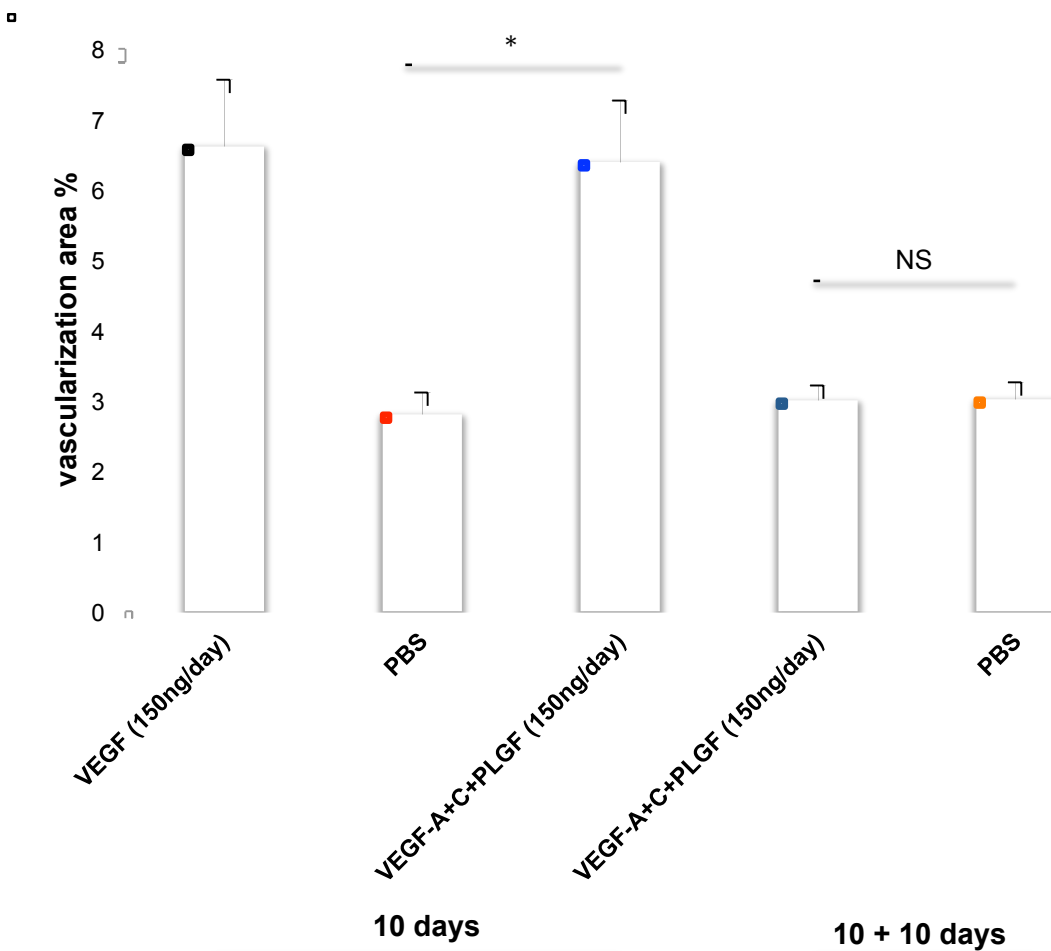 8
*
7
6
5
NS
4
3
2
1
0
vascularization area %
VEGF (150ng/day)
PBS
VEGF-A+C+PLGF (150ng/day)
VEGF-A+C+PLGF (150ng/day)
PBS
10 days
10 + 10 days